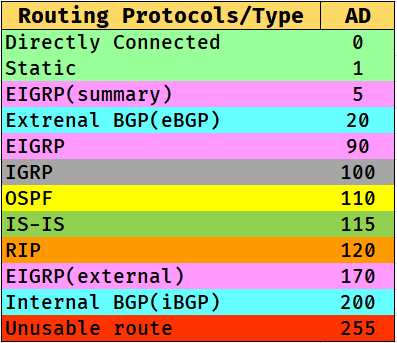 Routing Protocols/Type AD
Directly Connected 0
Static 1
EIGRP(summary) 5
Extrenal BGP(eBGP) 20
EIGRP 90
IGRP 100
OSPF 110
IS-IS 115
RIP 120
EIGRP(external) 170
Internal BGP(iBGP) 200
Unusable route 255